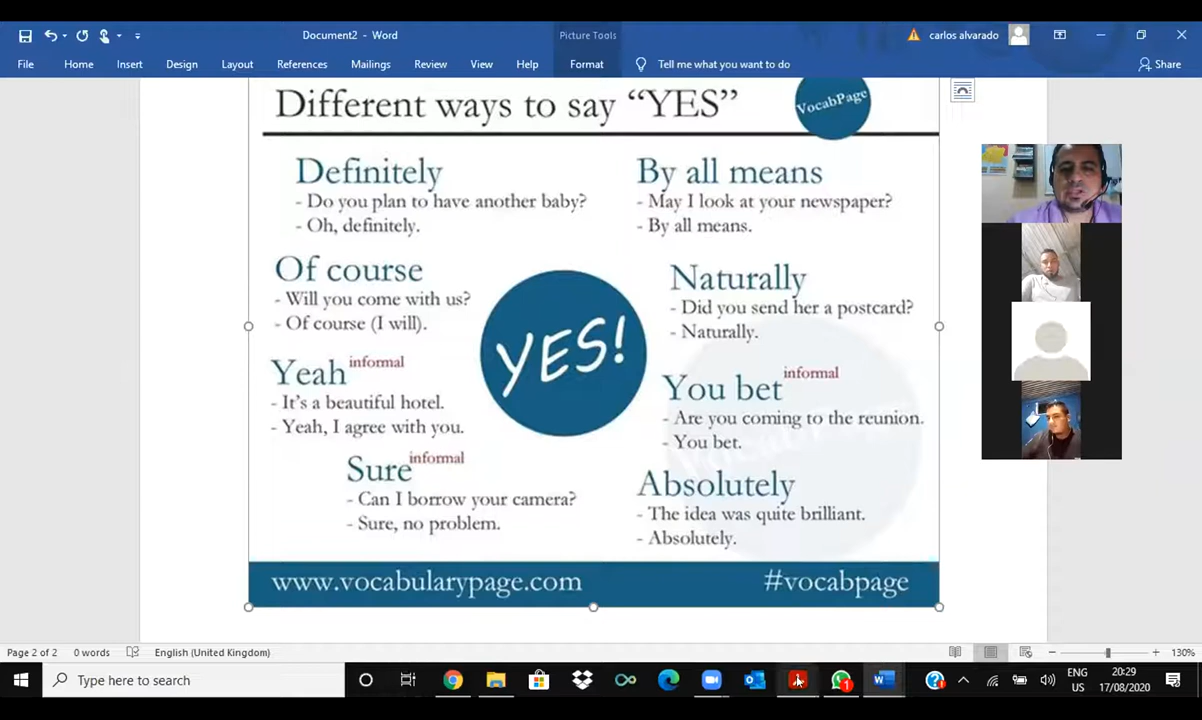 Document2 - Word
Picture Tools
carlos alvarado
File
Home
Insert
Design
Layout
References
Mailings
Review
View
Help
Format
Tell me what you want to do
Share
Different ways to say “YES”
VocabPage
Definitely
- Do you plan to have another baby?
- Oh, definitely.
Of course
- Will you come with us?
- Of course (I will).
Yeah informal
- It's a beautiful hotel.
- Yeah, I agree with you.
Sure informal
- Can I borrow your camera?
- Sure, no problem.
YES!
By all means
- May I look at your newspaper?
- By all means.
Naturally
- Did you send her a postcard?
- Naturally.
You bet informal
- Are you coming to the reunion.
- You bet.
Absolutely
- The idea was quite brilliant.
- Absolutely.
www.vocabularypage.com
#vocabpage
Page 2 of 2
0 words
English (United Kingdom)
130%
Type here to search
1
ENG
US
20:29
17/08/2020